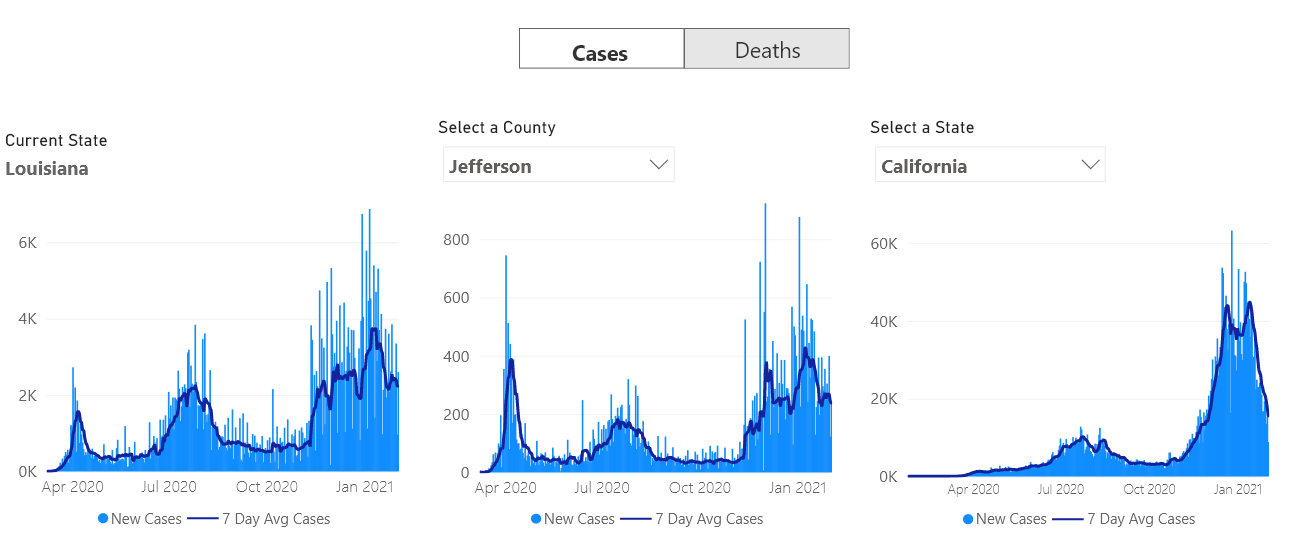 Cases
Deaths
Current State
Louisiana
6K
4K
2K
0K
Apr 2020 Jul 2020 Oct 2020 Jan 2021
New Cases 7 Day Avg Cases
Select a County
Jefferson
800
600
400
200
0
Apr 2020 Jul 2020 Oct 2020 Jan 2021
New Cases 7 Day Avg Cases
Select a State
California
60K
40K
20K
0K
Apr 2020 Jul 2020 Oct 2020 Jan 2021
New Cases 7 Day Avg Cases